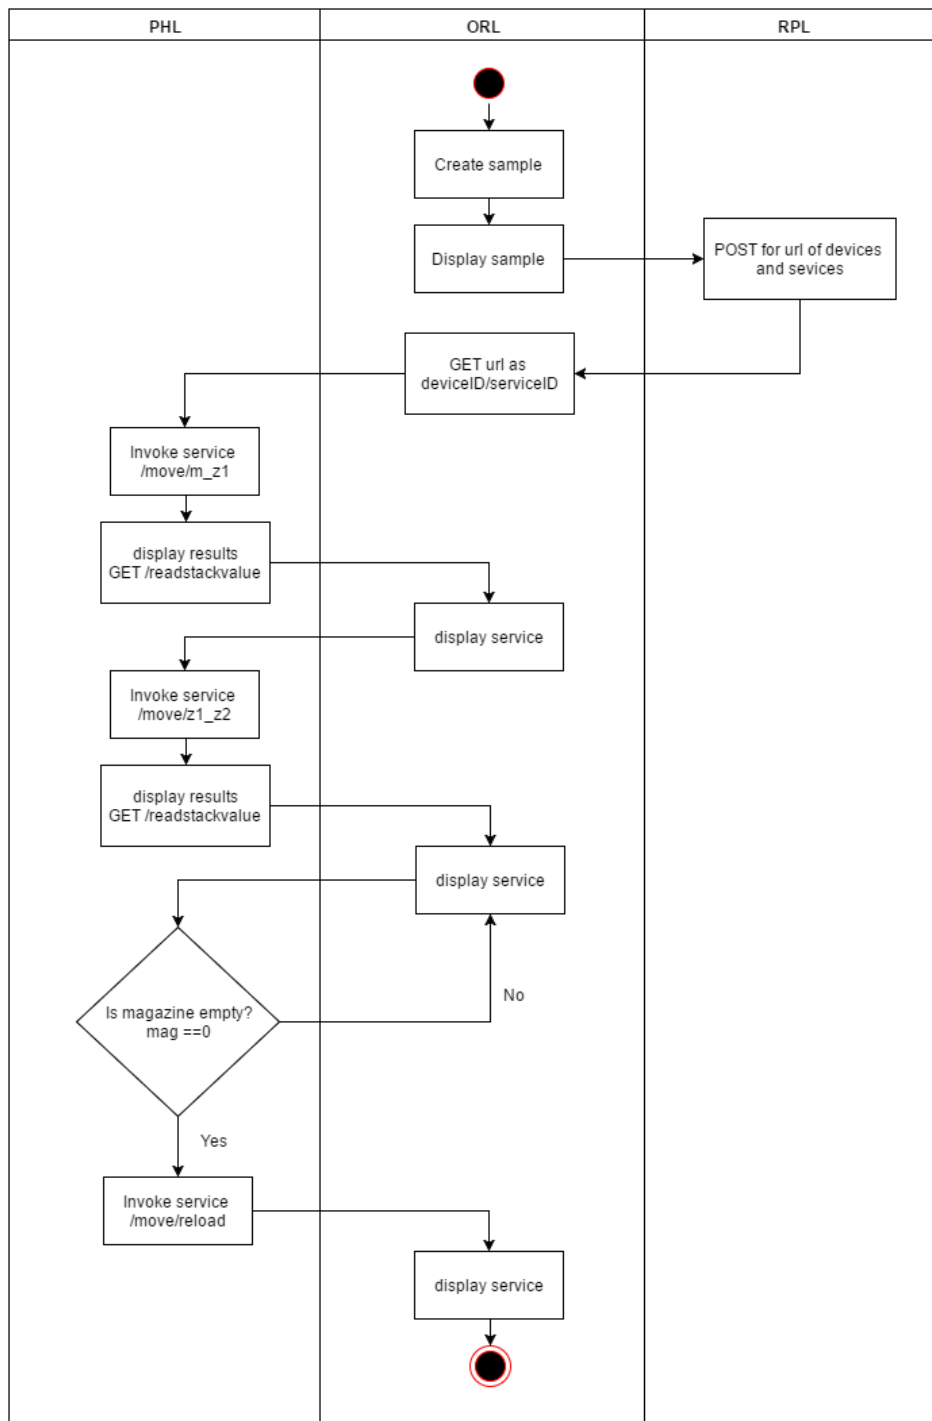 PHL
ORL
RPL
Create sample
Display sample
POST for url of devices
and sevices
GET url as
deviceID/serviceID
Invoke service
/move/m_z1
display results
GET /readstackvalue
display service
Invoke service
/move/z1_z2
display results
GET /readstackvalue
display service
Is magazine empty?
mag ==0
No
Yes
Invoke service
/move/reload
display service